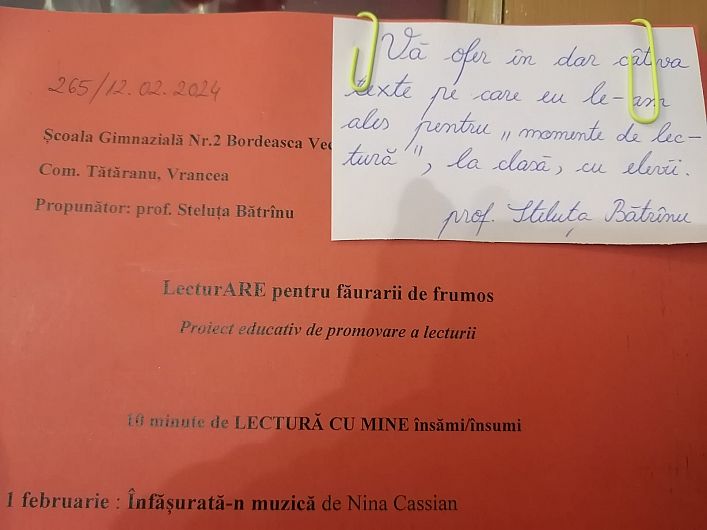 Vă ofer în dar câtva
texte pe care eu le-am
ales pentru „momente de lec-
tură", la clasă, cu elevii.
prof. Steluța Bătrînu
265/12.02.2024
Școala Gimnazială Nr.2 Bordeasca Vec
Com. Tătăranu, Vrancea
Propunător: prof. Steluța Bătrînu
LecturARE pentru făurarii de frumos
Proiect educativ de promovare a lecturii
10 minute de LECTURĂ CU MINE însămi/însumi
1 februarie : Înfășurată-n muzică de Nina Cassian